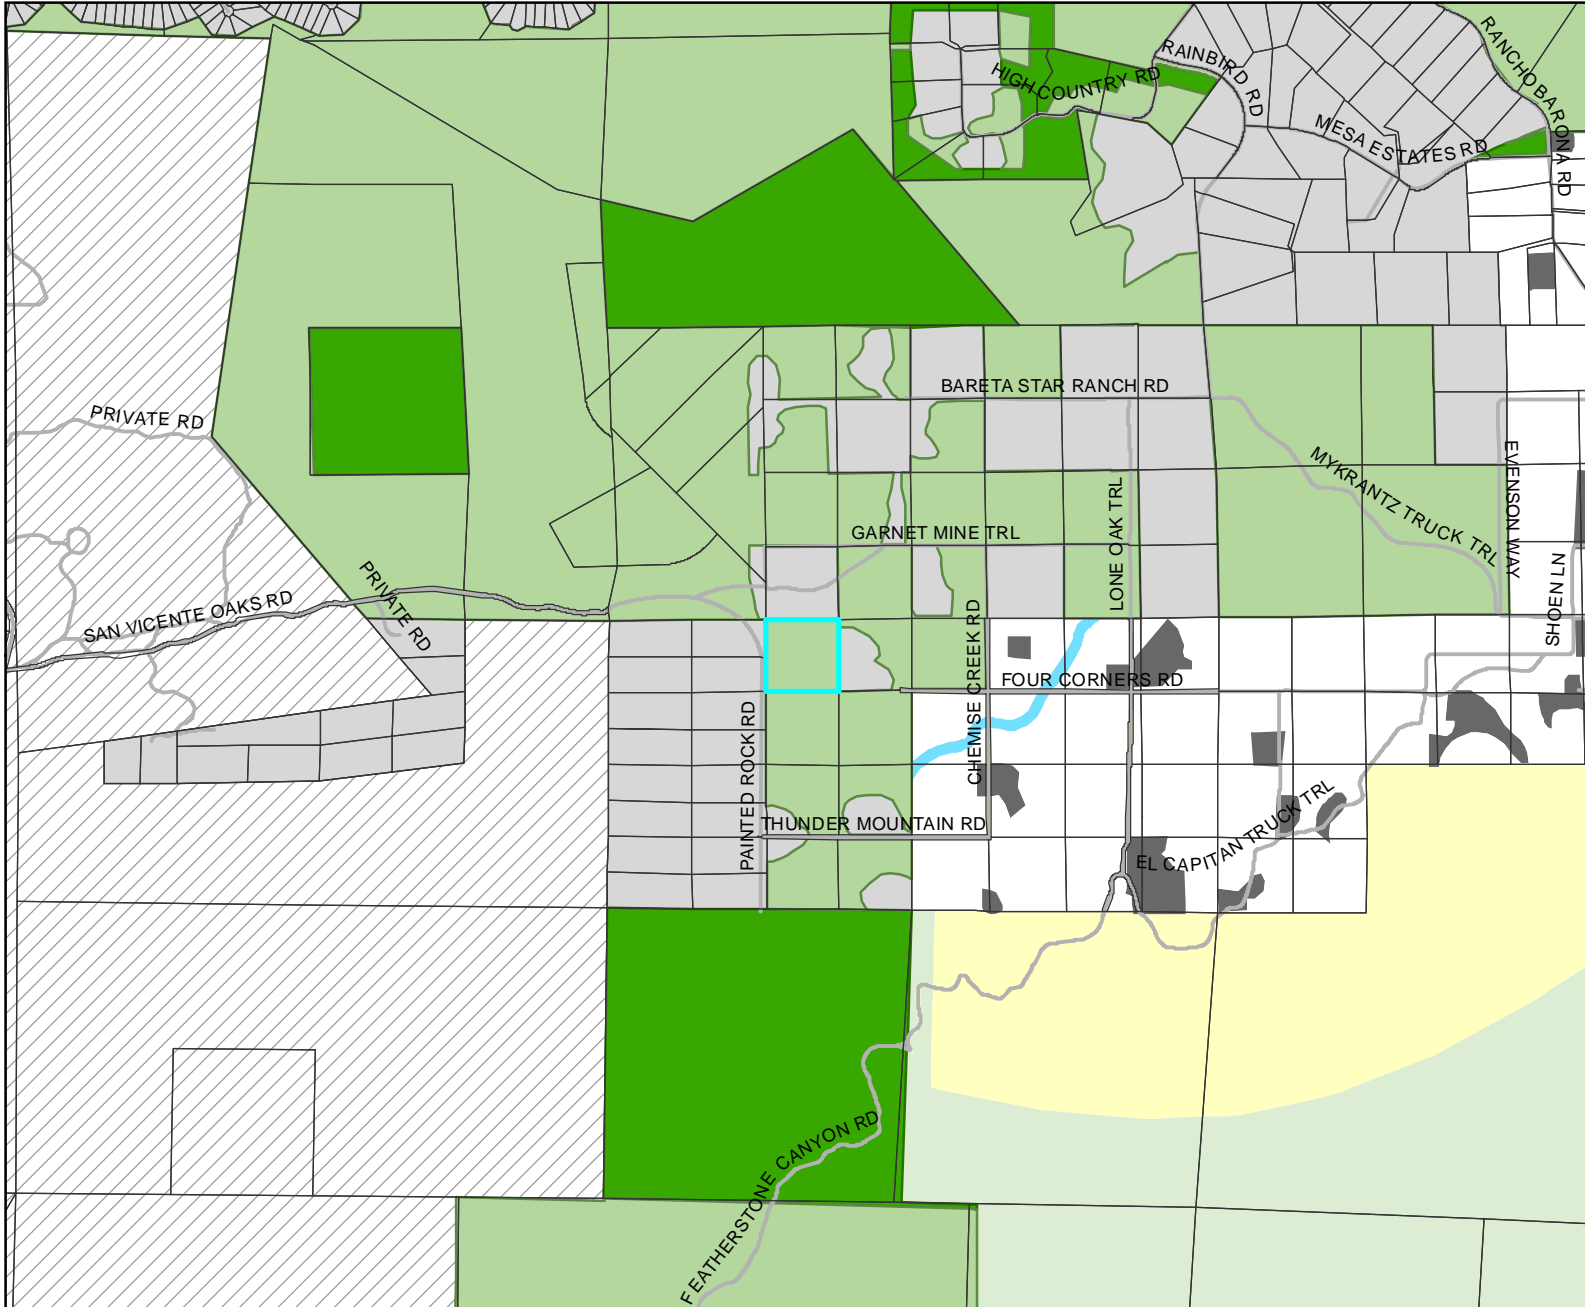 RANCHO BARONA RD
RAINBIRD RD
HIGH COUNTRY RD
MESA ESTATES RD
BARETA STAR RANCH RD
PRIVATE RD
MYKRANTZ TRUCK TRL
EVENSON WAY
LONE OAK TRL
GARNET MINE TRL
SHOEN LN
PRIVATE RD
SAN VICENTE OAKS RD
CHEMISE CREEK RD
FOUR CORNERS RD
PAINTED ROCK RD
THUNDER MOUNTAIN RD
EL CAPITAN TRUCK TRL
FEATHERSTONE CANYON RD